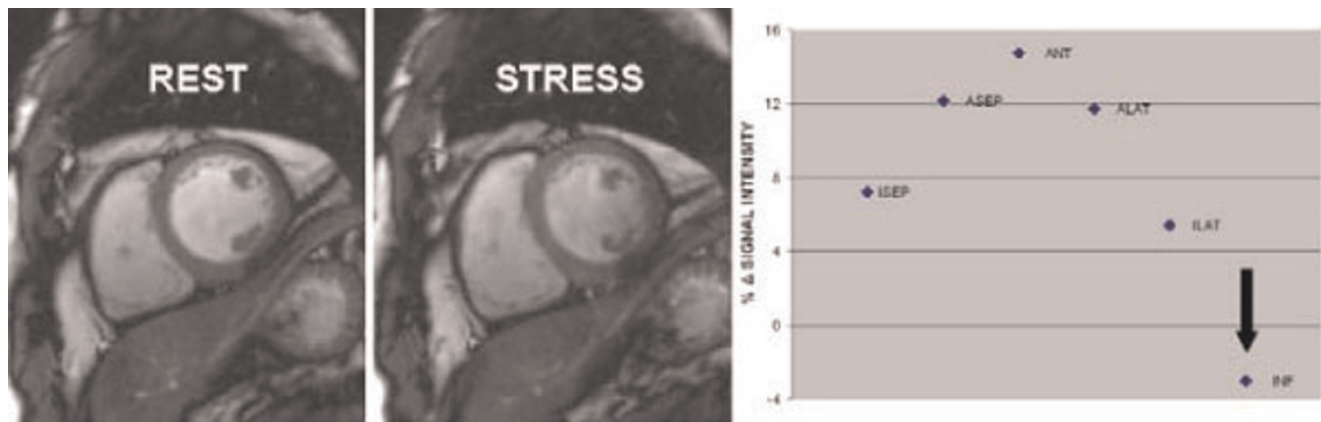 REST
STRESS
% Δ SIGNAL INTENSITY
16
12
8
4
0
-4
ISEP
ASEP
ANT
ALAT
ILAT
INF